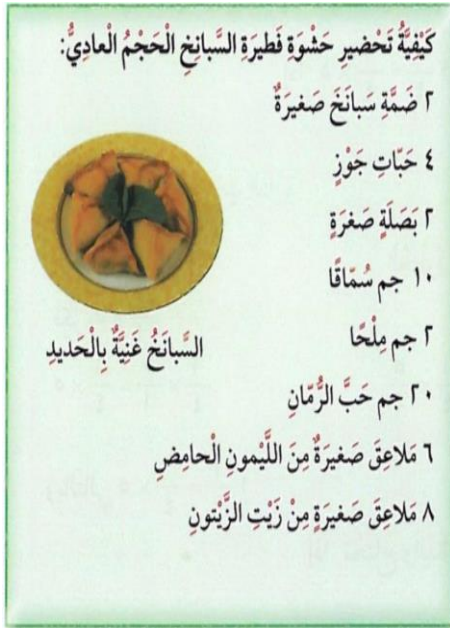 كَيْفِيَّةُ تَحْضيرِ حَشْوَةِ فَطيرَةِ السَّبانِخِ الْحَجْمُ الْعادِيُّ:
٢ ضَمَّةِ سَبانَخَ صَغيرَةٌ
٤ حَبّاتِ جَوْزٍ
٢ بَصَلَةٍ صَغرَةٍ
١٠ جم سُمّاقًا
٢ جم مِلْحًا
السَّبانَخُ غَنِيَّةٌ بِالْحَديدِ
٢٠ جم حَبَّ الرُّمّانِ
٦ مَلاعِقَ صَغيرَةٌ مِنَ اللَّيْمونِ الْحامِضِ
٨ مَلاعِقَ صَغيرَةٍ مِنْ زَيْتِ الزَّيْتونِ